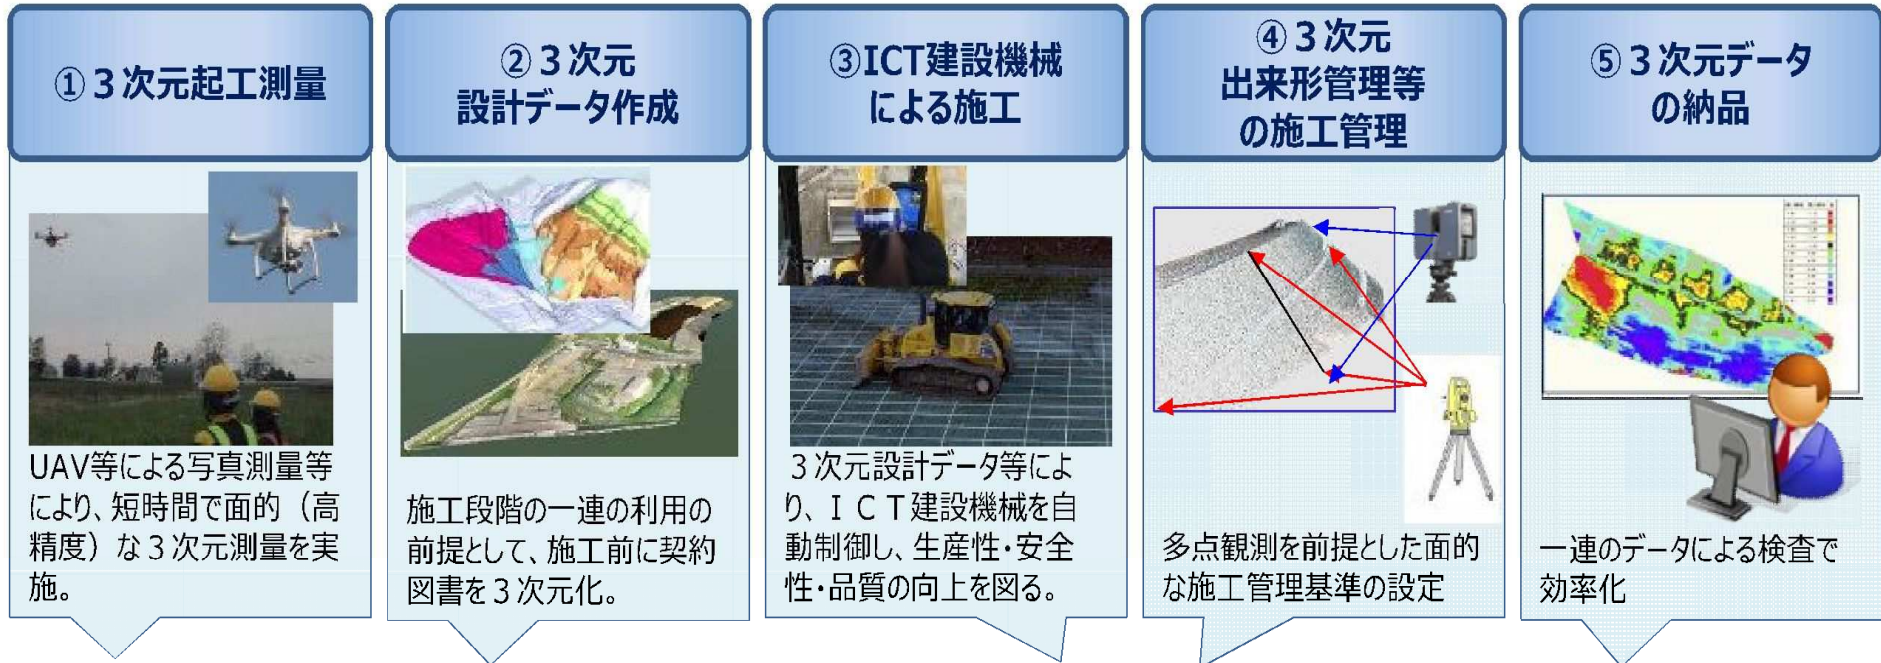 ①３次元起工測量
UAV等による写真測量等
により、短時間で面的（高
精度）な３次元測量を実
施。
②３次元
設計データ作成
施工段階の一連の利用の
前提として、施工前に契約
図書を３次元化。
③ICT建設機械
による施工
３次元設計データ等によ
り、ＩＣＴ建設機械を自
動制御し、生産性・安全
性・品質の向上を図る。
④３次元
出来形管理等
の施工管理
多点観測を前提とした面的
な施工管理基準の設定
⑤３次元データ
の納品
一連のデータによる検査で
効率化